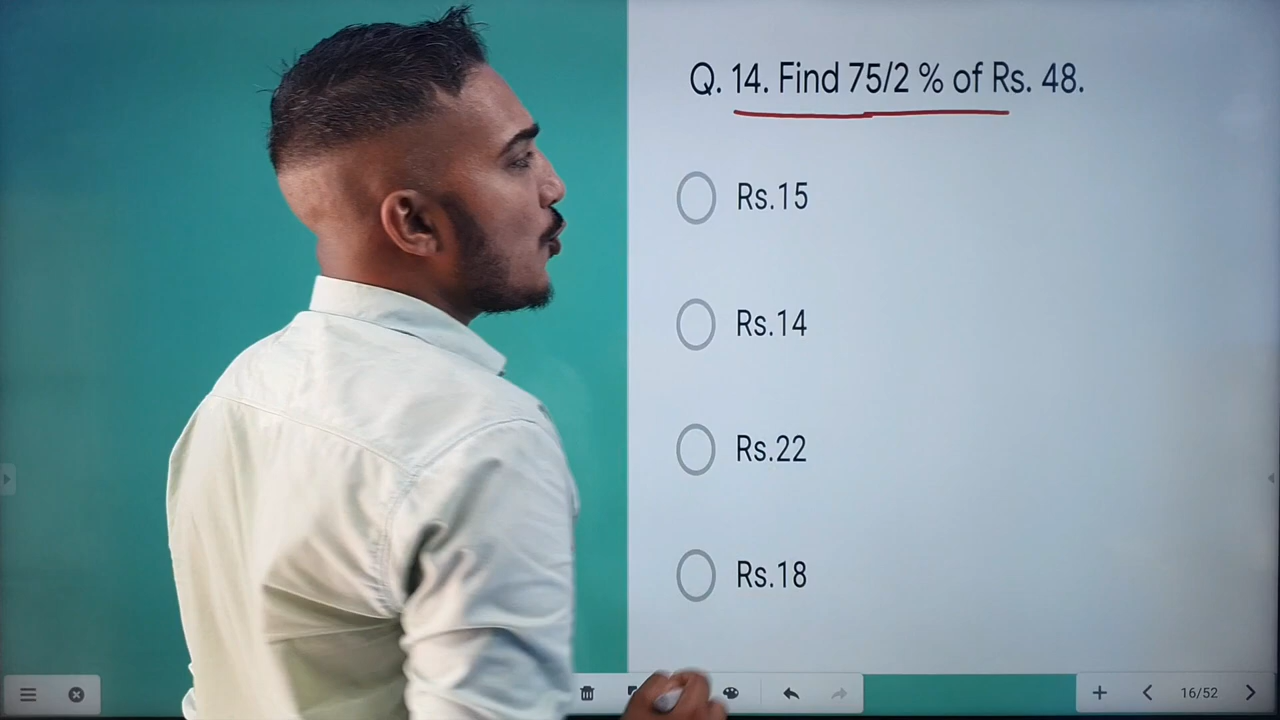 Q. 14. Find 75/2 % of Rs. 48.
Rs.15
Rs.14
Rs.22
Rs.18
16/52